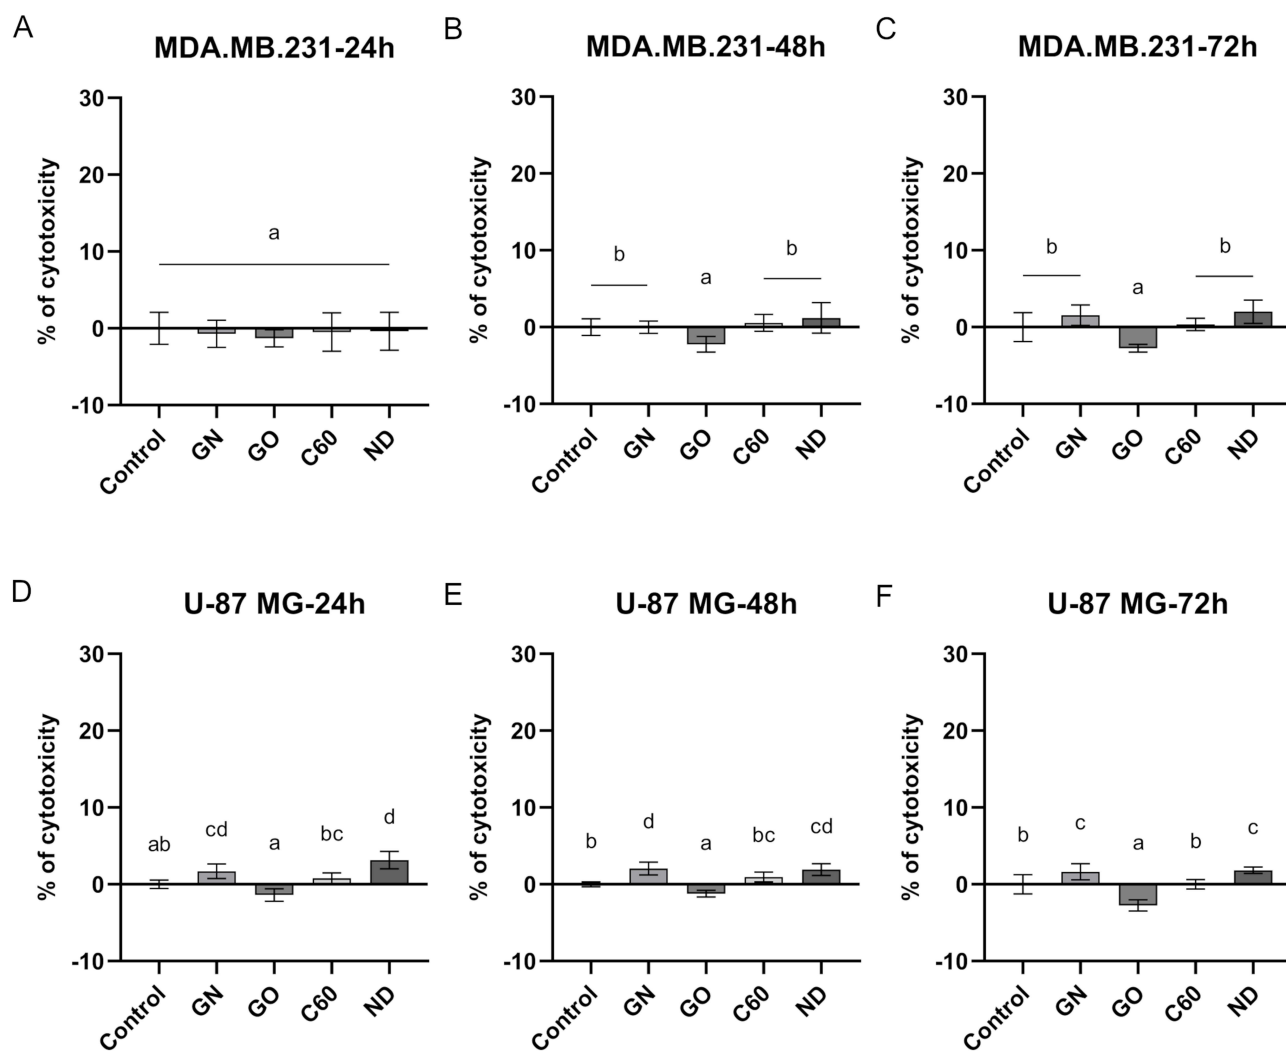 A
MDA.MB.231-24h
% of cytotoxicity
30
20
10
0
-10
a
Control
GN
GO
C60
ND
B
MDA.MB.231-48h
% of cytotoxicity
30
20
10
0
-10
b
a
b
Control
GN
GO
C60
ND
C
MDA.MB.231-72h
% of cytotoxicity
30
20
10
0
-10
b
a
b
Control
GN
GO
C60
ND
D
U-87 MG-24h
% of cytotoxicity
30
20
10
0
-10
ab
cd
a
bc
d
Control
GN
GO
C60
ND
E
U-87 MG-48h
% of cytotoxicity
30
20
10
0
-10
b
d
a
bc
cd
Control
GN
GO
C60
ND
F
U-87 MG-72h
% of cytotoxicity
30
20
10
0
-10
b
c
a
b
c
Control
GN
GO
C60
ND